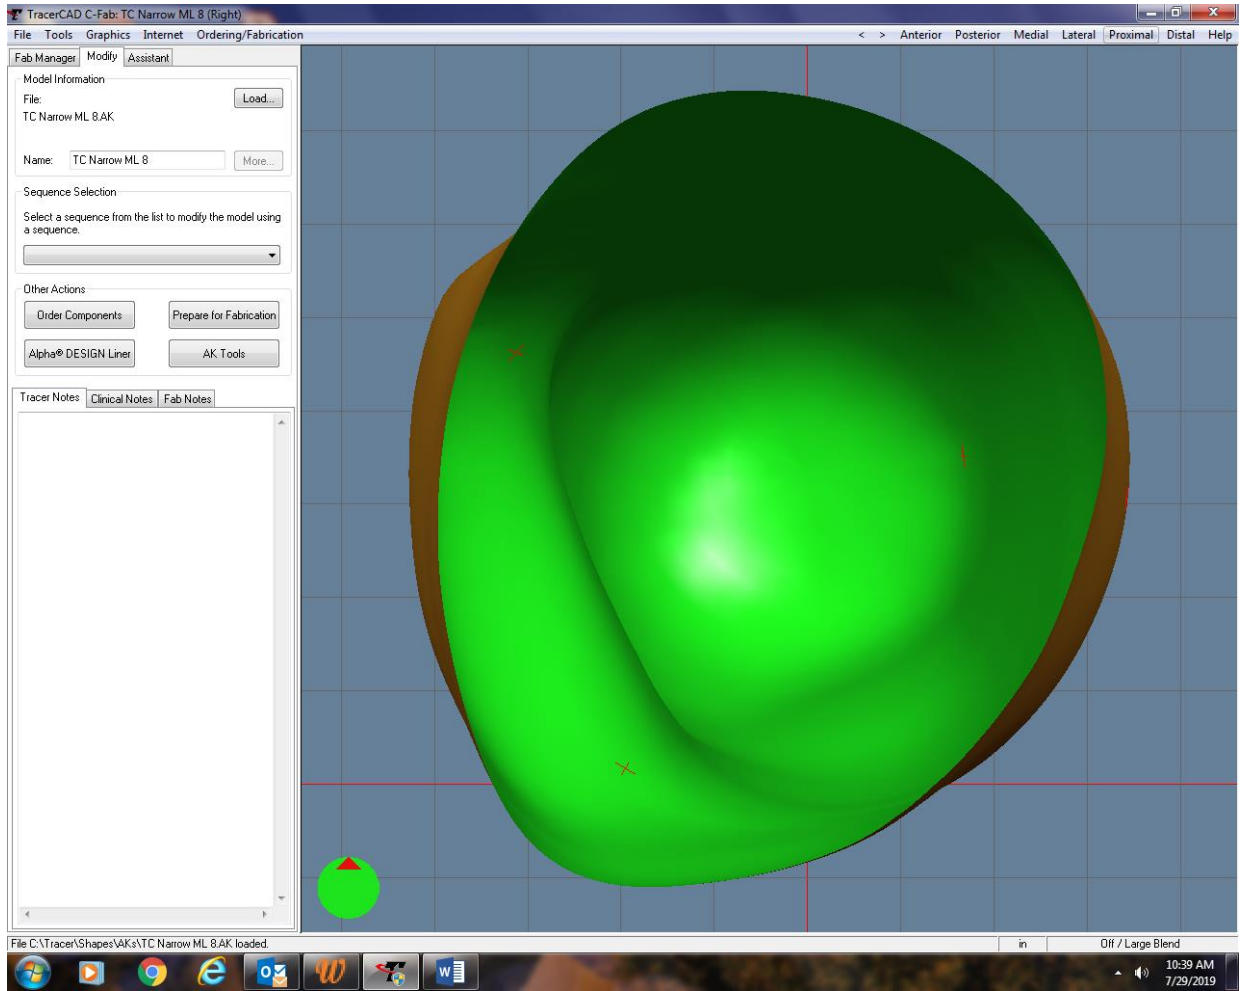 TracerCAD C-Fab: TC Narrow ML 8 (Right)
File Tools Graphics Internet Ordering/Fabrication < > Anterior Posterior Medial Lateral Proximal Distal Help
Fab Manager Modify Assistant
Model Information
File: Load...
TC Narrow ML 8.AK
Name: TC Narrow ML 8 More...
Sequence Selection
Select a sequence from the list to modify the model using
a sequence.
Other Actions
Order Components Prepare for Fabrication
Alpha® DESIGN Liner AK Tools
Tracer Notes Clinical Notes Fab Notes
File C:\Tracer\Shapes\AKs\TC Narrow ML 8.AK loaded. in Off / Large Blend
10:39 AM
7/29/2019